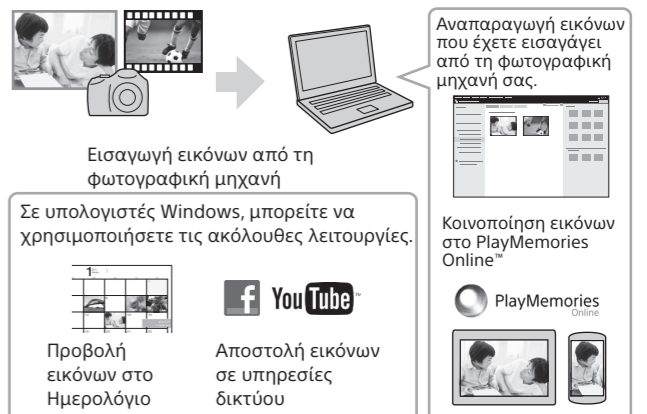 Αναπαραγωγή εικόνων
που έχετε εισαγάγει
από τη φωτογραφική
μηχανή σας.
Εισαγωγή εικόνων από τη
φωτογραφική μηχανή
Σε υπολογιστές Windows, μπορείτε να
χρησιμοποιήσετε τις ακόλουθες λειτουργίες.
1
Προβολή
εικόνων στο
Ημερολόγιο
f You Tube
Αποστολή εικόνων
σε υπηρεσίες
δικτύου
Κοινοποίηση εικόνων
στο PlayMemories
Online™
PlayMemories
Online